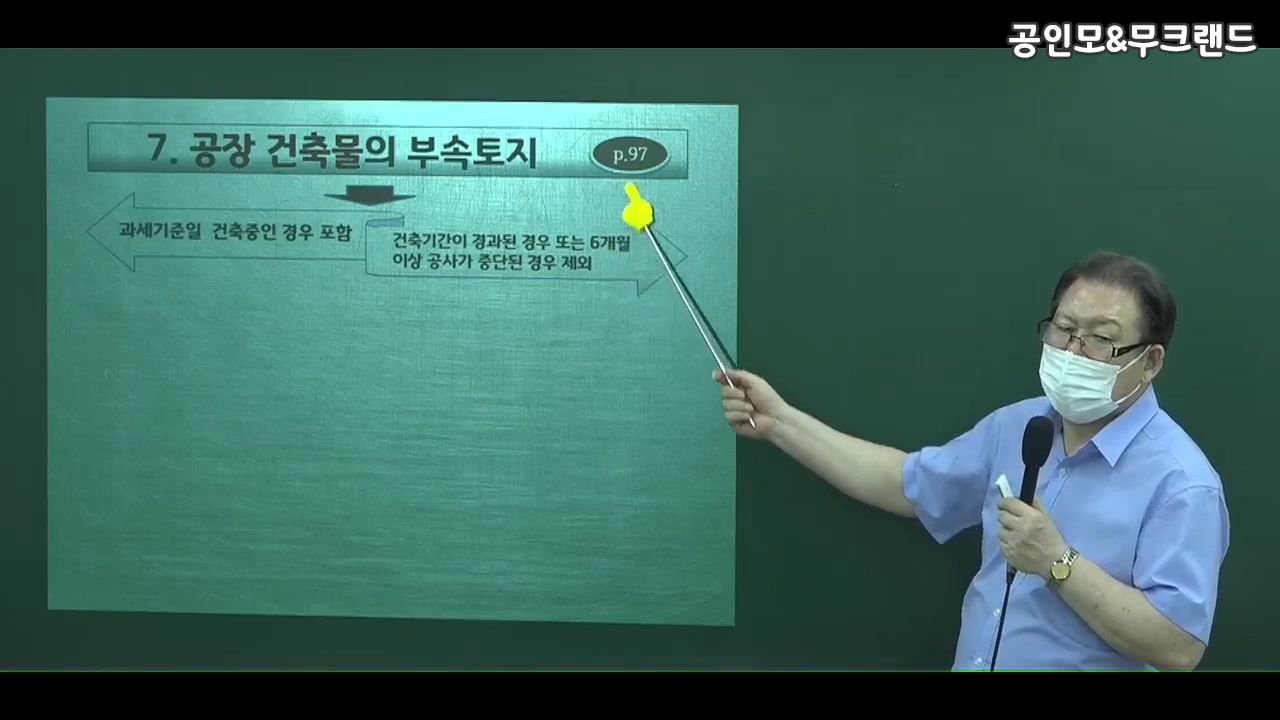 공인모&무크랜드
7. 공장 건축물의 부속토지
p.97
과세기준일 건축중인 경우 포함
건축기간이 경과된 경우 또는 6개월
이상 공사가 중단된 경우 제외